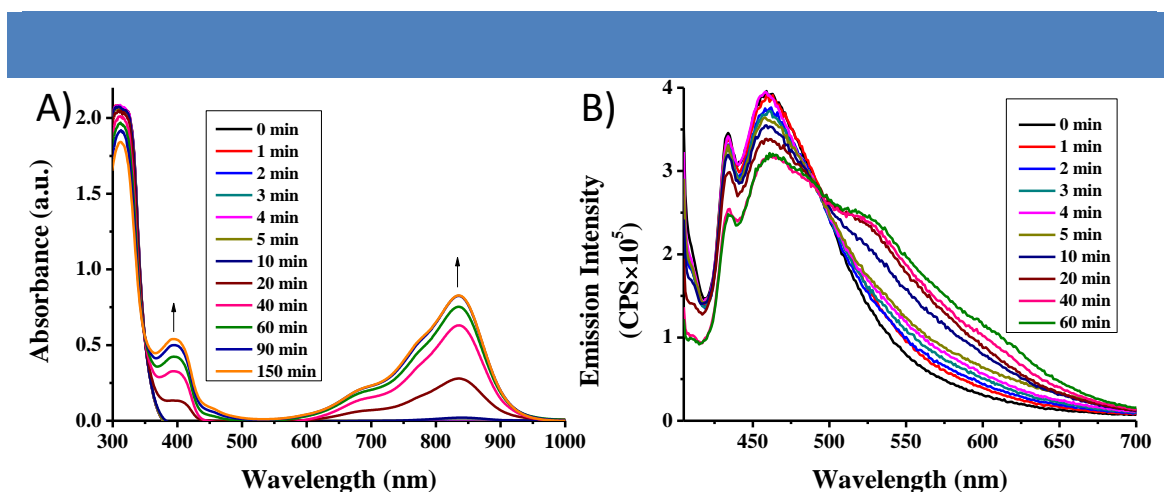 A)
0 min
1 min
2 min
3 min
4 min
5 min
10 min
20 min
40 min
60 min
90 min
150 min
2.0
1.5
1.0
0.5
0.0
300 400 500 600 700 800 900 1000
Absorbance (a.u.)
Wavelength (nm)
B)
0 min
1 min
2 min
3 min
4 min
5 min
10 min
20 min
40 min
60 min
4
3
2
1
0
450 500 550 600 650 700
Emission Intensity
(CPS×10⁵)
Wavelength (nm)